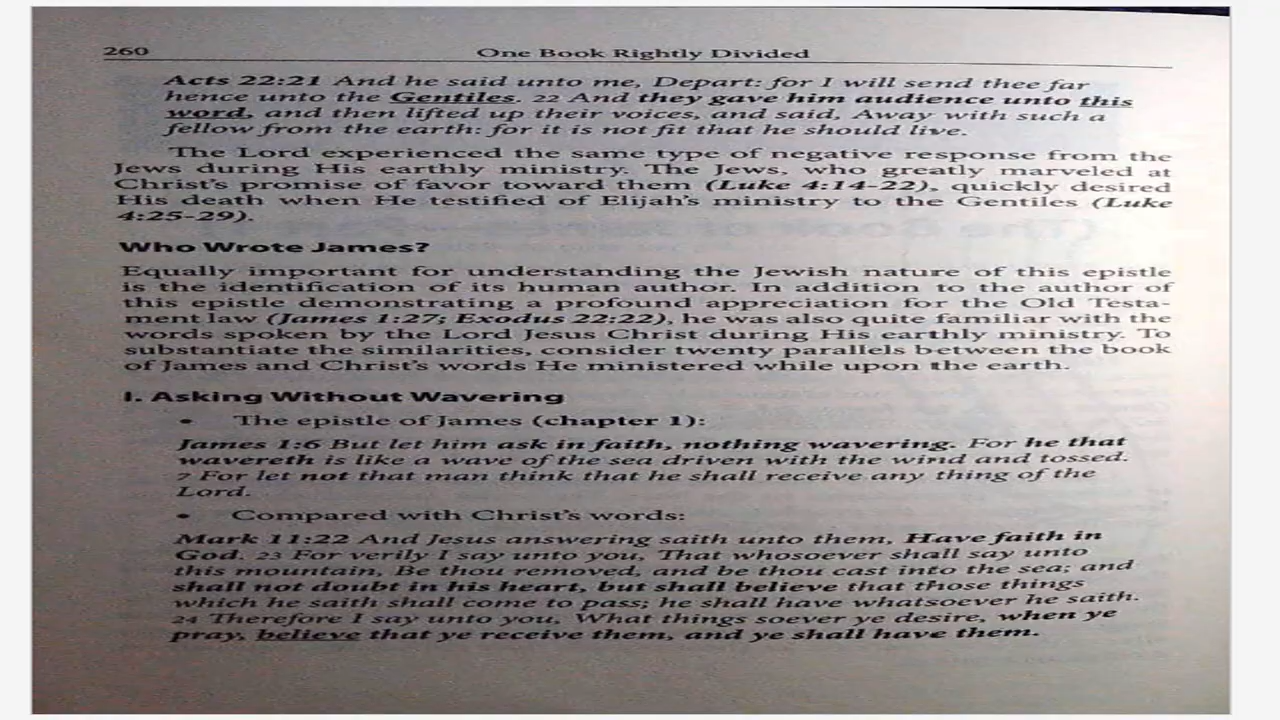 260
One Book Rightly Divided
Acts 22:21 And he said unto me, Depart: for I will send thee far
hence unto the Gentiles. 22 And they gave him audience unto this
word, and then lifted up their voices, and said, Away with such a
fellow from the earth: for it is not fit that he should live.
The Lord experienced the same type of negative response from the
Jews during His earthly ministry. The Jews, who greatly marveled at
Christ's promise of favor toward them (Luke 4:14-22), quickly desired
His death when He testified of Elijah's ministry to the Gentiles (Luke
4:25-29).
Who Wrote James?
Equally important for understanding the Jewish nature of this epistle
is the identification of its human author. In addition to the author of
this epistle demonstrating a profound appreciation for the Old Testa-
ment law (James 1:27; Exodus 22:22), he was also quite familiar with the
words spoken by the Lord Jesus Christ during His earthly ministry. To
substantiate the similarities, consider twenty parallels between the book
of James and Christ's words He ministered while upon the earth.
I. Asking Without Wavering
• The epistle of James (chapter 1):
James 1:6 But let him ask in faith, nothing wavering. For he that
wavereth is like a wave of the sea driven with the wind and tossed.
7 For let not that man think that he shall receive any thing of the
Lord.
• Compared with Christ's words:
Mark 11:22 And Jesus answering saith unto them, Have faith in
God. 23 For verily I say unto you, That whosoever shall say unto
this mountain, Be thou removed, and be thou cast into the sea; and
shall not doubt in his heart, but shall believe that those things
which he saith shall come to pass; he shall have whatsoever he saith.
24 Therefore I say unto you, What things soever ye desire, when ye
pray, believe that ye receive them, and ye shall have them.